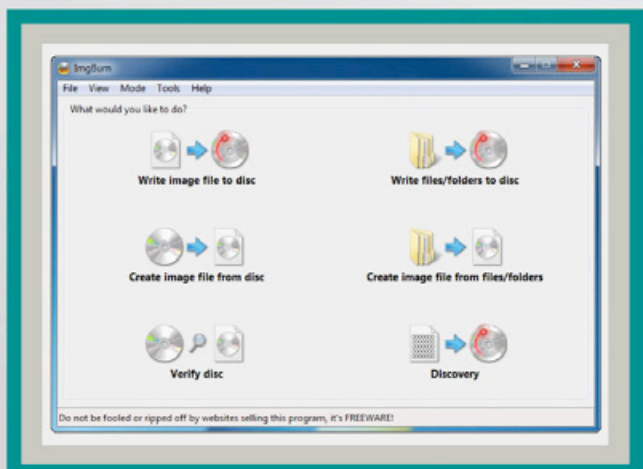 ImgBurn
File View Mode Tools Help
What would you like to do?
Write image file to disc
Write files/folders to disc
Create image file from disc
Create image file from files/folders
Verify disc
Discovery
Do not be fooled or ripped off by websites selling this program, it's FREEWARE!